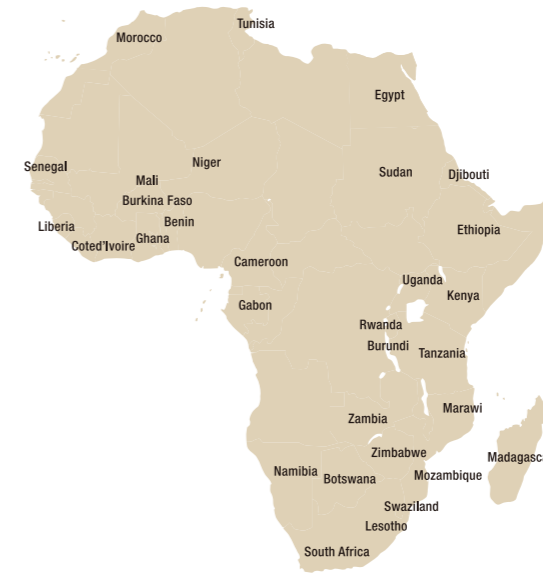 Tunisia
Morocco
Egypt
Niger
Senegal
Sudan
Djibouti
Mali
Burkina Faso
Benin
Liberia
Ghana
Coted'Ivoire
Ethiopia
Cameroon
Uganda
Kenya
Gabon
Rwanda
Burundi
Tanzania
Marawi
Zambia
Zimbabwe
Madagasc
Namibia
Botswana
Mozambique
Swaziland
Lesotho
South Africa